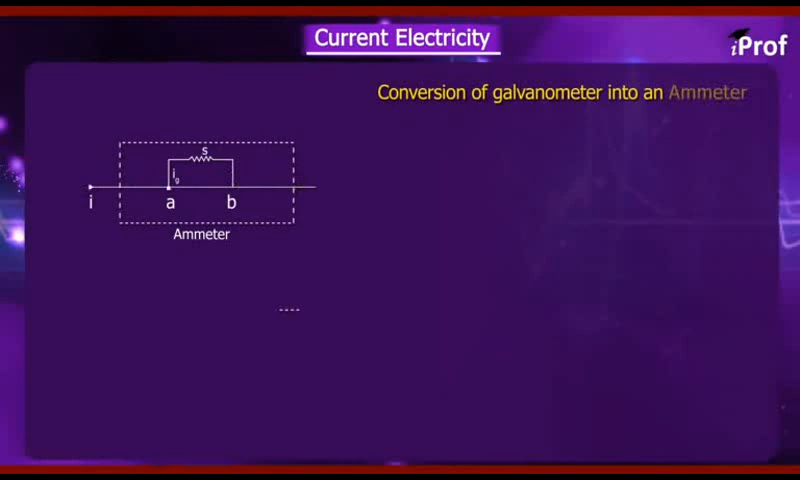 Current Electricity
iProf
Conversion of galvanometer into an Ammeter
s
ig
i
a
b
Ammeter